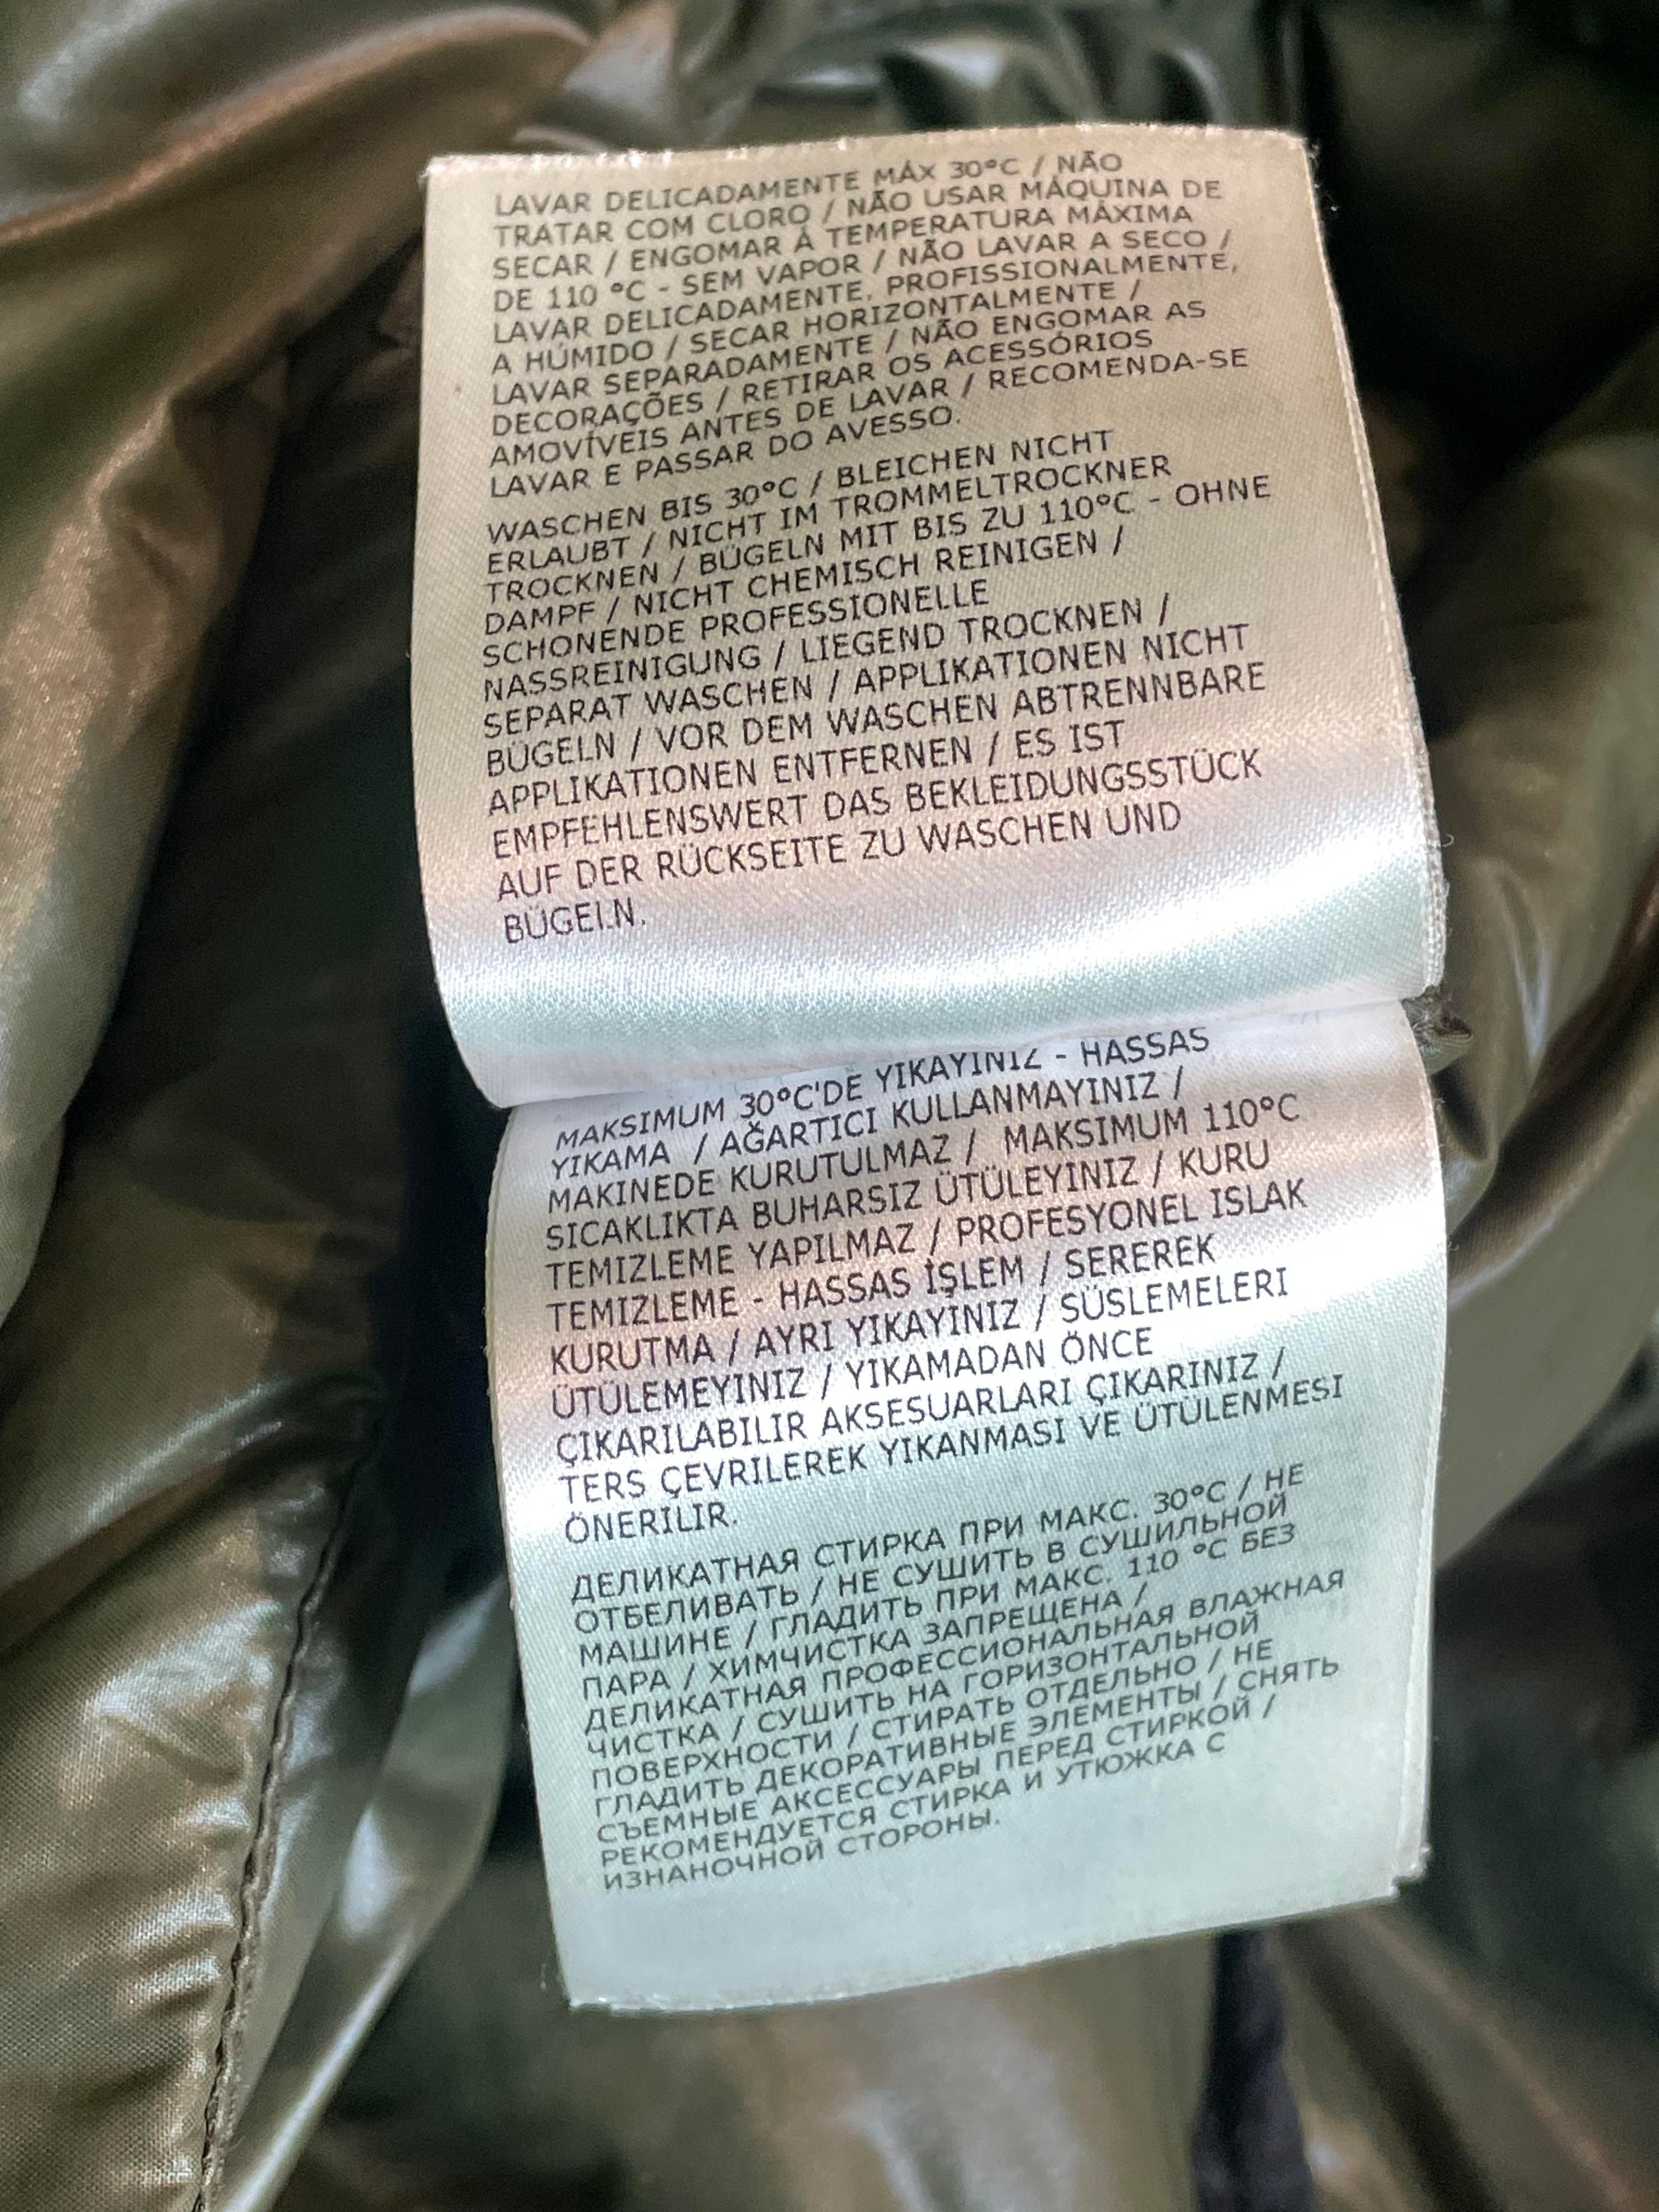 LAVAR DELICADAMENTE MÁX 30°C / NÃO
TRATAR COM CLORO / NÃO USAR MÁQUINA DE
SECAR / ENGOMAR À TEMPERATURA MÁXIMA
DE 110 °C - SEM VAPOR / NÃO LAVAR A SECO /
LAVAR DELICADAMENTE, PROFISSIONALMENTE,
A HÚMIDO / SECAR HORIZONTALMENTE /
LAVAR SEPARADAMENTE / NÃO ENGOMAR AS
DECORAÇÕES / RETIRAR OS ACESSÓRIOS
AMOVÍVEIS ANTES DE LAVAR / RECOMENDA-SE
LAVAR E PASSAR DO AVESSO.
WASCHEN BIS 30°C / BLEICHEN NICHT
ERLAUBT / NICHT IM TROMMELTROCKNER
TROCKNEN / BÜGELN MIT BIS ZU 110°C - OHNE
DAMPF / NICHT CHEMISCH REINIGEN /
SCHONENDE PROFESSIONELLE
NASSREINIGUNG / LIEGEND TROCKNEN /
SEPARAT WASCHEN / APPLIKATIONEN NICHT
BÜGELN / VOR DEM WASCHEN ABTRENNBARE
APPLIKATIONEN ENTFERNEN / ES IST
EMPFEHLENSWERT DAS BEKLEIDUNGSSTÜCK
AUF DER RÜCKSEITE ZU WASCHEN UND
BÜGELN.
MAKSIMUM 30°C'DE YIKAYINIZ - HASSAS
YIKAMA / AĞARTICI KULLANMAYINIZ /
MAKINEDE KURUTULMAZ / MAKSIMUM 110°C
SICAKLIKTA BUHARSIZ ÜTÜLEYINIZ / KURU
TEMIZLEME YAPILMAZ / PROFESYONEL ISLAK
TEMIZLEME - HASSAS İŞLEM / SEREREK
KURUTMA / AYRI YIKAYINIZ / SÜSLEMELERI
ÜTÜLEMEYINIZ / YIKAMADAN ÖNCE
ÇIKARILABILIR AKSESUARLARI ÇIKARINIZ /
TERS ÇEVRILEREK YIKANMASI VE ÜTÜLENMESI
ÖNERILIR.
ДЕЛИКАТНАЯ СТИРКА ПРИ МАКС. 30°C / НЕ
ОТБЕЛИВАТЬ / НЕ СУШИТЬ В СУШИЛЬНОЙ
МАШИНЕ / ГЛАДИТЬ ПРИ МАКС. 110 °C БЕЗ
ПАРА / ХИМЧИСТКА ЗАПРЕЩЕНА /
ДЕЛИКАТНАЯ ПРОФЕССИОНАЛЬНАЯ ВЛАЖНАЯ
ЧИСТКА / СУШИТЬ НА ГОРИЗОНТАЛЬНОЙ
ПОВЕРХНОСТИ / СТИРАТЬ ОТДЕЛЬНО / НЕ
ГЛАДИТЬ ДЕКОРАТИВНЫЕ ЭЛЕМЕНТЫ / СНЯТЬ
СЪЕМНЫЕ АКСЕССУАРЫ ПЕРЕД СТИРКОЙ /
РЕКОМЕНДУЕТСЯ СТИРКА И УТЮЖКА С
ИЗНАНОЧНОЙ СТОРОНЫ.